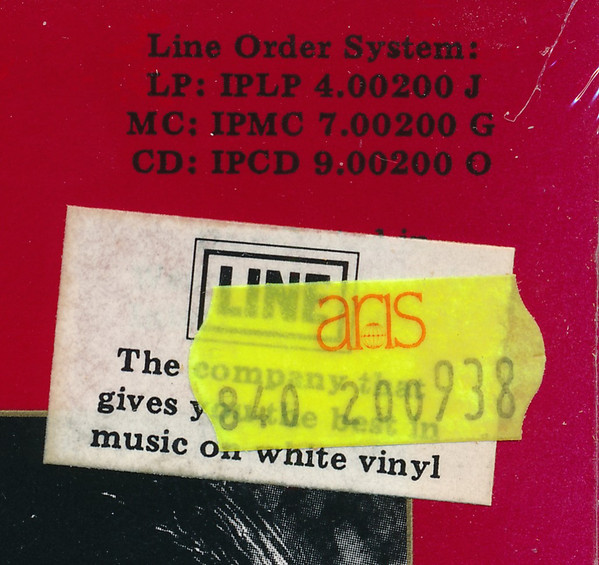 Line Order System:
LP: IPLP 4.00200 J
MC: IPMC 7.00200 G
CD: IPCD 9.00200 O
LINE
aris
The company that
840 200938
gives you the best in
music on white vinyl